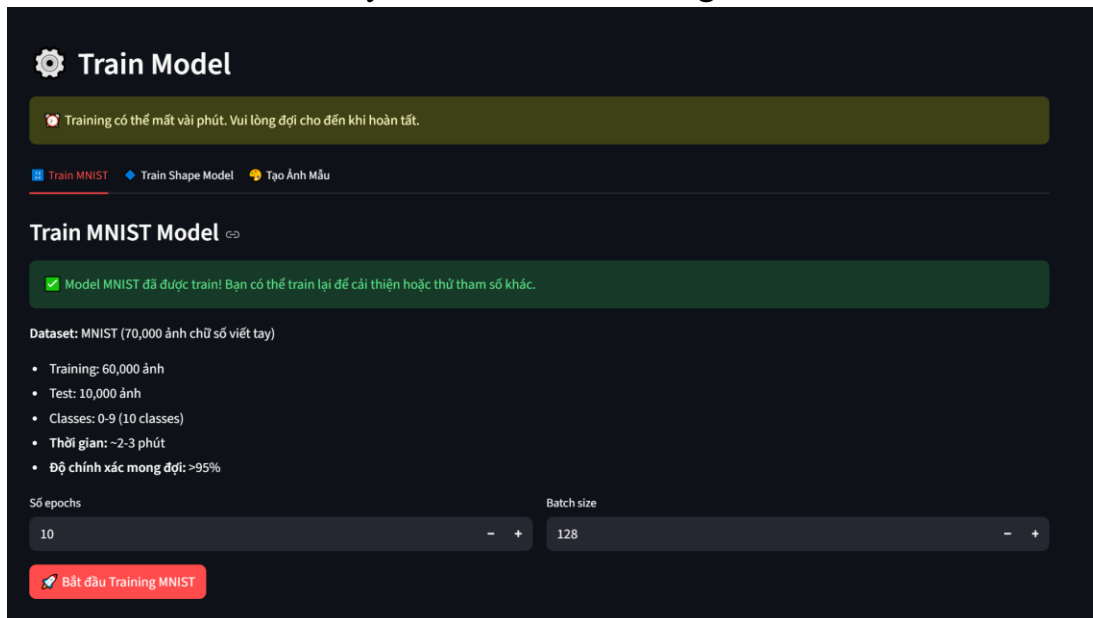 Train Model
Training có thể mất vài phút. Vui lòng đợi cho đến khi hoàn tất.
Train MNIST Train Shape Model Tạo Ảnh Mẫu
Train MNIST Model
Model MNIST đã được train! Bạn có thể train lại để cải thiện hoặc thử tham số khác.
Dataset: MNIST (70,000 ảnh chữ số viết tay)
• Training: 60,000 ảnh
• Test: 10,000 ảnh
• Classes: 0-9 (10 classes)
• Thời gian: ~2-3 phút
• Độ chính xác mong đợi: >95%
Số epochs Batch size
10 − + 128 − +
Bắt đầu Training MNIST